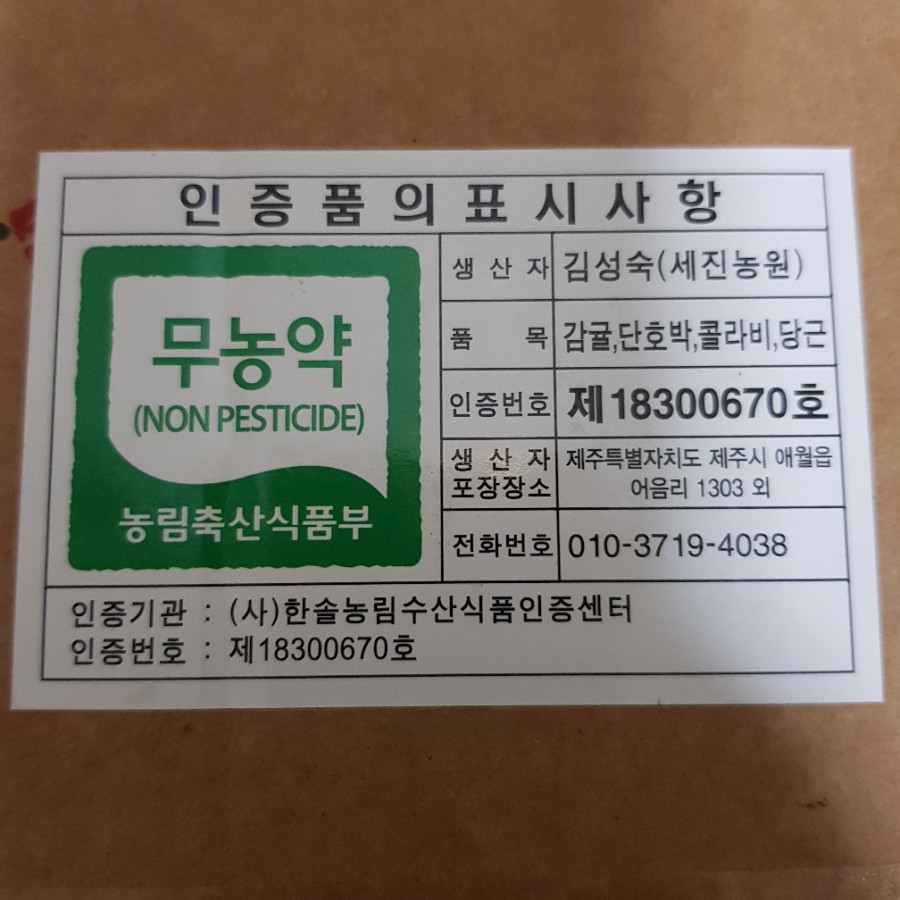 인증품의표시사항
무농약
(NON PESTICIDE)
농림축산식품부
생산자 김성숙(세진농원)
품목 감귤,단호박,콜라비,당근
인증번호 제18300670호
생산자 제주특별자치도 제주시 애월읍
포장장소 어음리 1303 외
전화번호 010-3719-4038
인증기관 : (사)한솔농림수산식품인증센터
인증번호 : 제18300670호